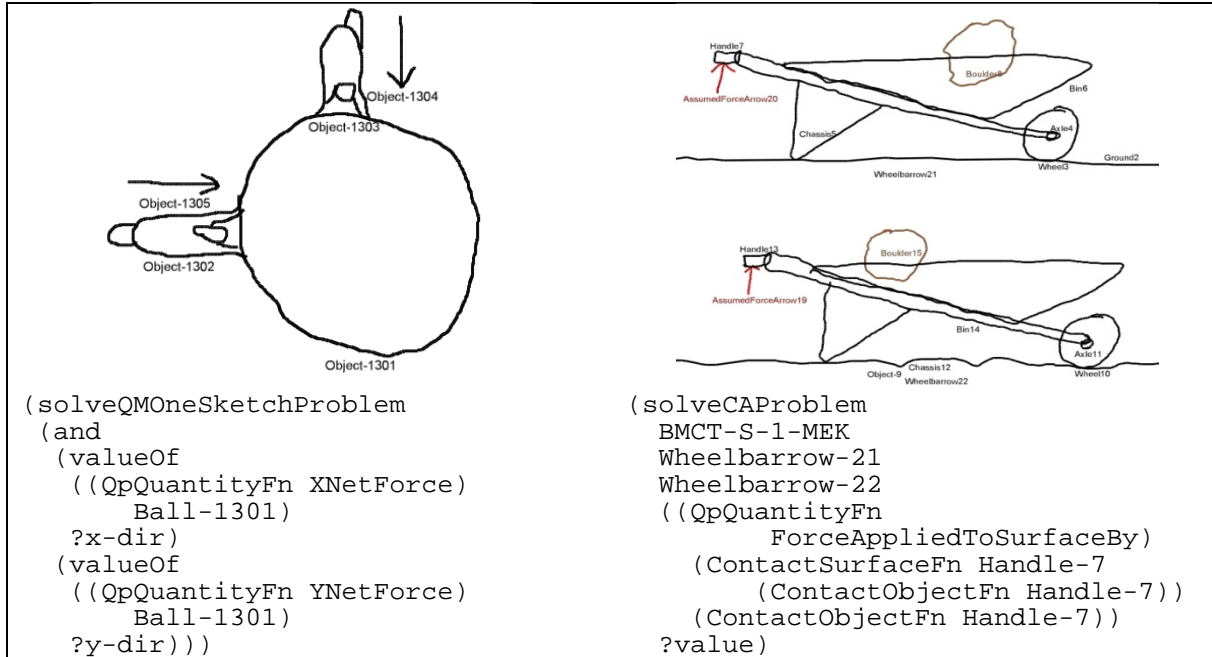 Object-1304
Object-1303
Object-1305
Object-1302
Object-1301
Handle7
Boulder8
AssumedForceArrow20
Bin6
Axle4
Chassis5
Ground2
Wheel3
Wheelbarrow21
Handle13
Boulder15
AssumedForceArrow19
Bin14
Axle11
Chassis12
Object-9
Wheel10
Wheelbarrow22
(solveQMOneSketchProblem
(and
(valueOf
((QpQuantityFn XNetForce)
Ball-1301)
?x-dir)
(valueOf
((QpQuantityFn YNetForce)
Ball-1301)
?y-dir)))
(solveCAProblem
BMCT-S-1-MEK
Wheelbarrow-21
Wheelbarrow-22
((QpQuantityFn
ForceAppliedToSurfaceBy)
(ContactSurfaceFn Handle-7
(ContactObjectFn Handle-7))
(ContactObjectFn Handle-7))
?value)